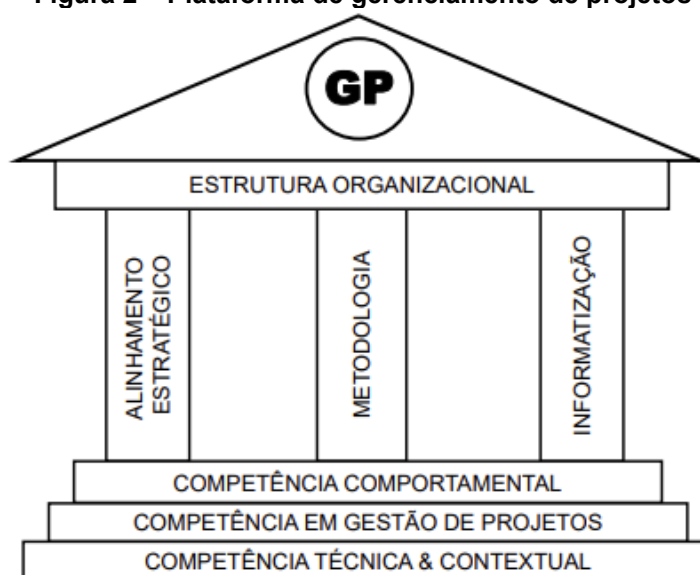 Figura 2 – Plataforma de gerenciamento de projetos
GP
ESTRUTURA ORGANIZACIONAL
ALINHAMENTO
ESTRATÉGICO
METODOLOGIA
INFORMATIZAÇÃO
COMPETÊNCIA COMPORTAMENTAL
COMPETÊNCIA EM GESTÃO DE PROJETOS
COMPETÊNCIA TÉCNICA & CONTEXTUAL